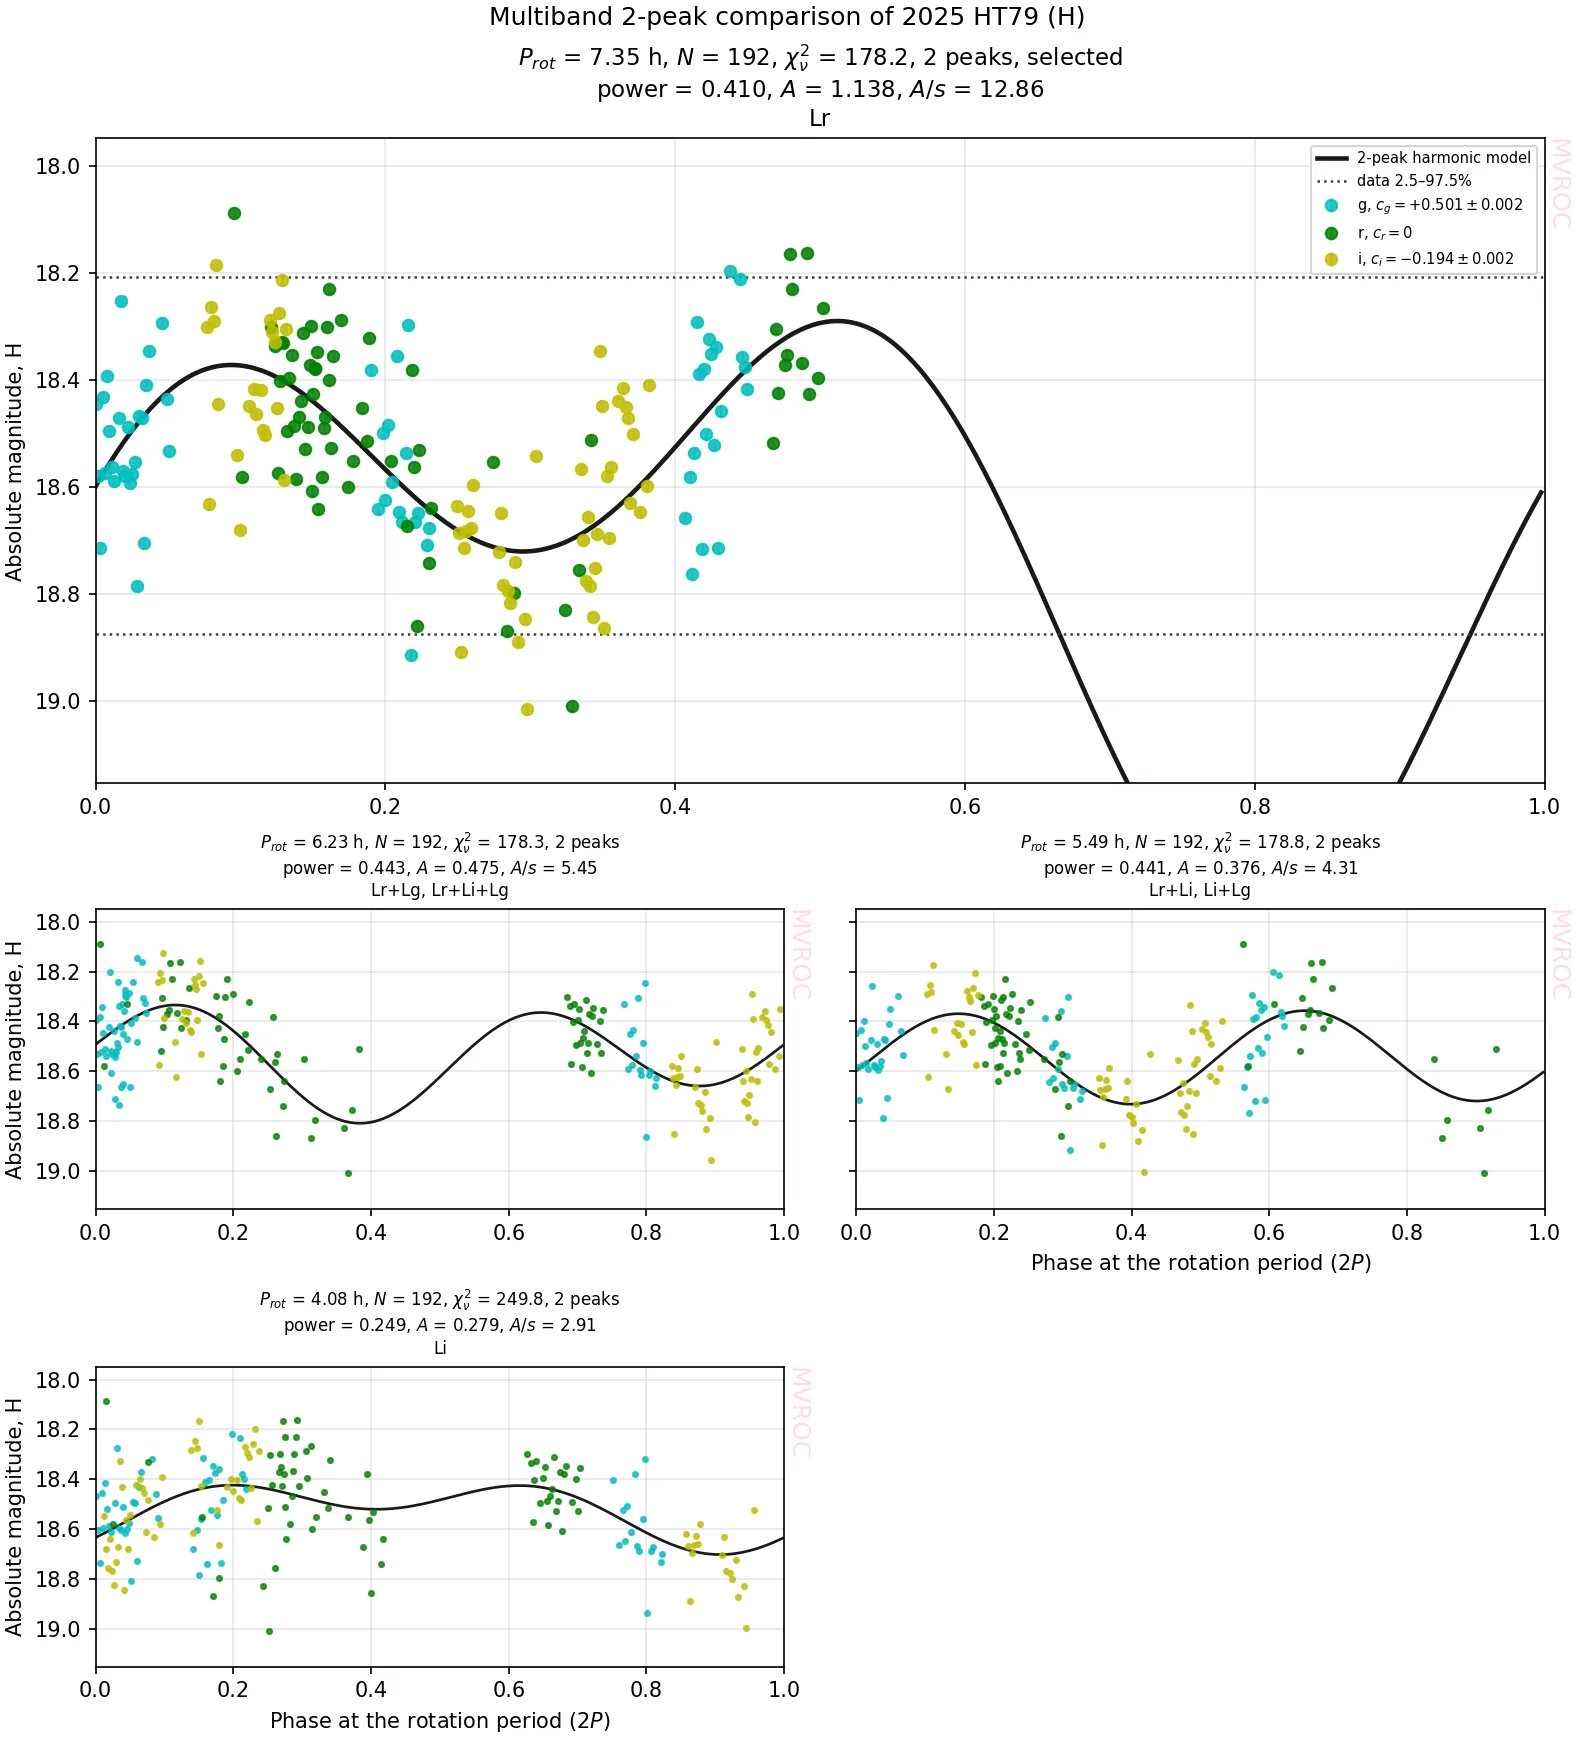 Multiband 2-peak comparison of 2025 HT79 (H)
P_rot = 7.35 h, N = 192, χ²_ν = 178.2, 2 peaks, selected
power = 0.410, A = 1.138, A/s = 12.86
Lr
Absolute magnitude, H
18.0
18.2
18.4
18.6
18.8
19.0
2-peak harmonic model
data 2.5–97.5%
g, c_g = +0.501 ± 0.002
r, c_r = 0
i, c_i = −0.194 ± 0.002
MVROC
0.0 0.2 0.4 0.6 0.8 1.0
P_rot = 6.23 h, N = 192, χ²_ν = 178.3, 2 peaks
power = 0.443, A = 0.475, A/s = 5.45
Lr+Lg, Lr+Li+Lg
Absolute magnitude, H
18.0
18.2
18.4
18.6
18.8
19.0
MVROC
0.0 0.2 0.4 0.6 0.8 1.0
P_rot = 5.49 h, N = 192, χ²_ν = 178.8, 2 peaks
power = 0.441, A = 0.376, A/s = 4.31
Lr+Li, Li+Lg
MVROC
0.0 0.2 0.4 0.6 0.8 1.0
Phase at the rotation period (2P)
P_rot = 4.08 h, N = 192, χ²_ν = 249.8, 2 peaks
power = 0.249, A = 0.279, A/s = 2.91
Li
Absolute magnitude, H
18.0
18.2
18.4
18.6
18.8
19.0
MVROC
0.0 0.2 0.4 0.6 0.8 1.0
Phase at the rotation period (2P)